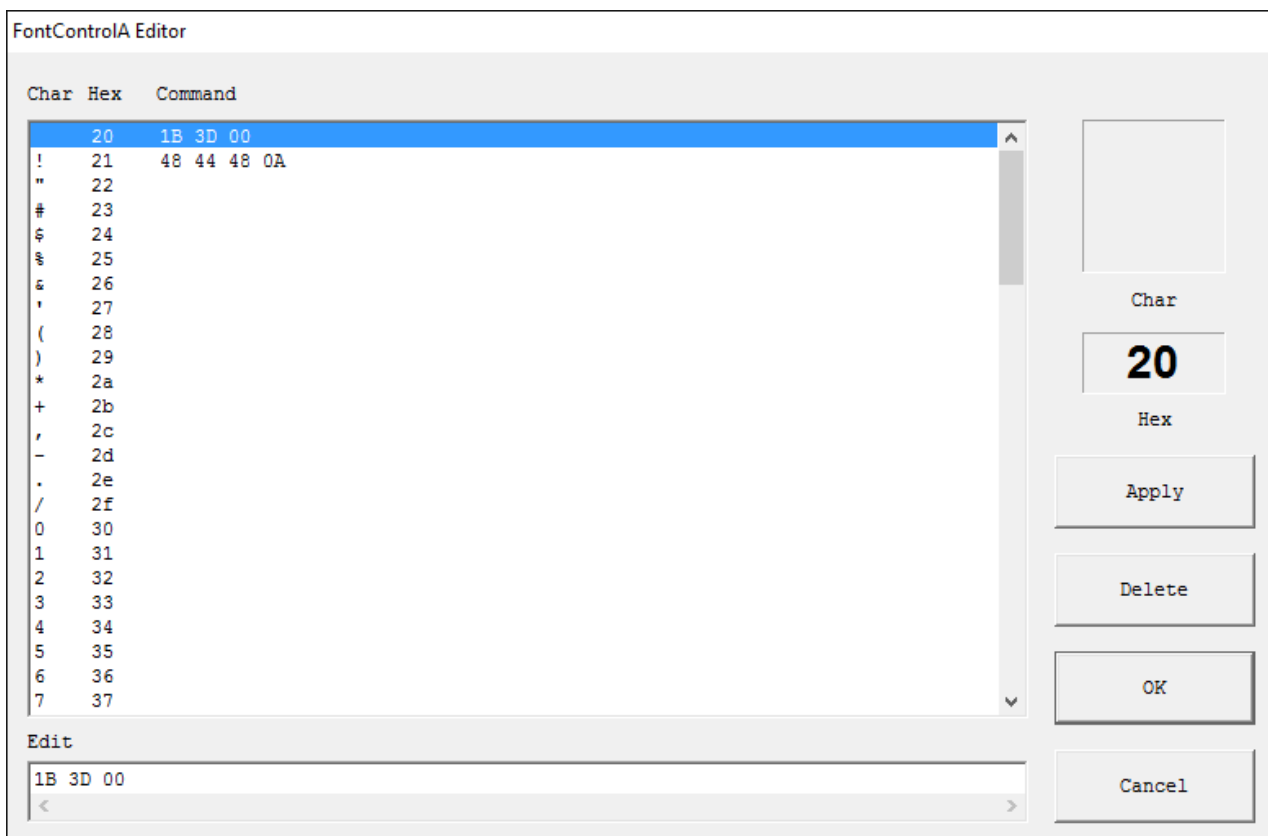 FontControlA Editor
Char Hex Command
20 1B 3D 00
! 21 48 44 48 0A
" 22
# 23
$ 24
% 25
& 26
' 27
( 28
) 29
* 2a
+ 2b
, 2c
- 2d
. 2e
/ 2f
0 30
1 31
2 32
3 33
4 34
5 35
6 36
7 37
Char
20
Hex
Apply
Delete
OK
Cancel
Edit
1B 3D 00